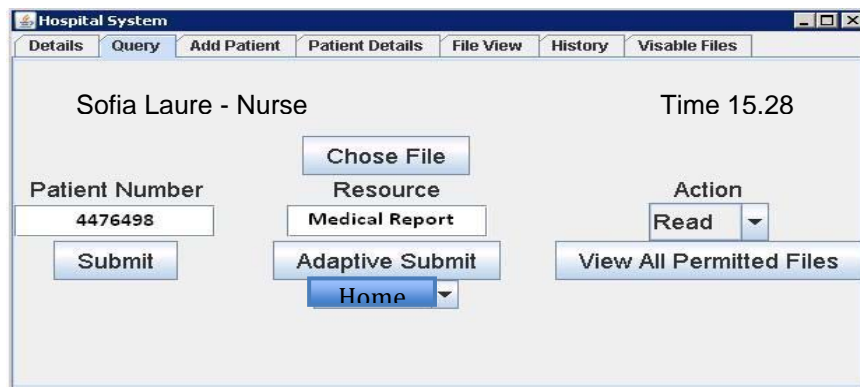 Hospital System
Details Query Add Patient Patient Details File View History Visable Files
Sofia Laure - Nurse Time 15.28
Chose File
Patient Number Resource Action
4476498 Medical Report Read
Submit Adaptive Submit View All Permitted Files
Home